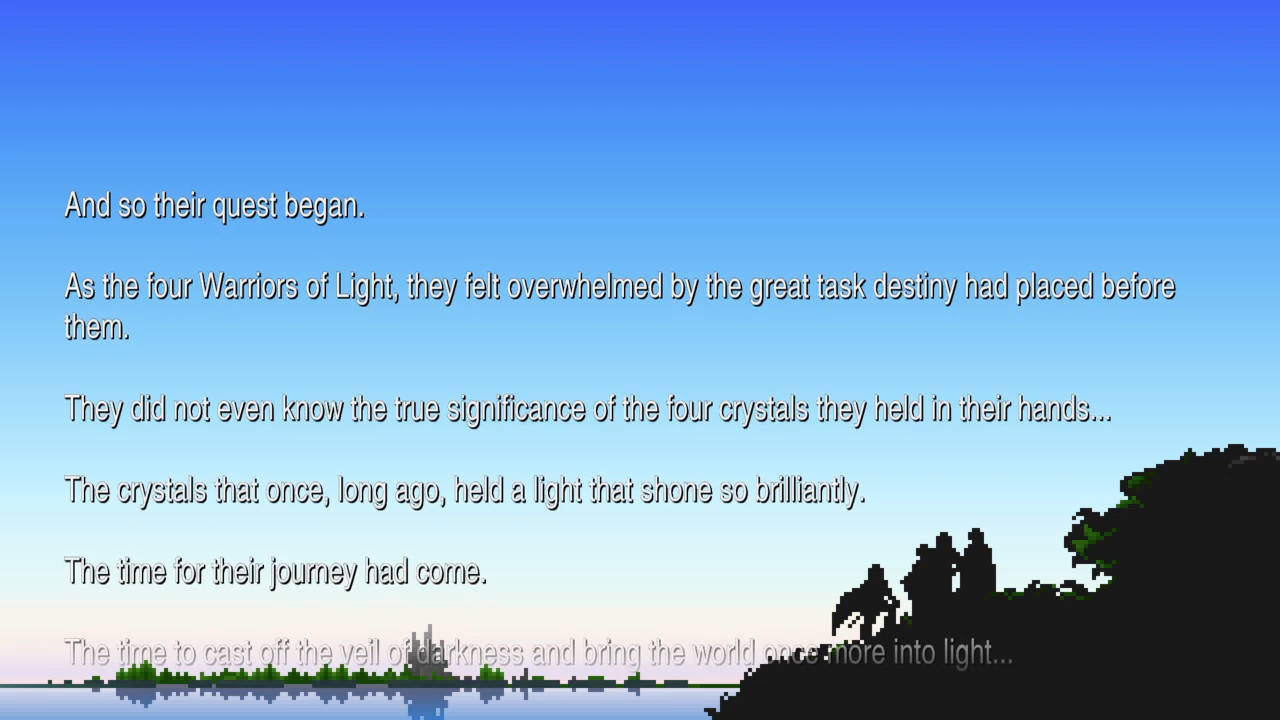 And so their quest began.
As the four Warriors of Light, they felt overwhelmed by the great task destiny had placed before
them.
They did not even know the true significance of the four crystals they held in their hands...
The crystals that once, long ago, held a light that shone so brilliantly.
The time for their journey had come.
The time to cast off the veil of darkness and bring the world once more into light...